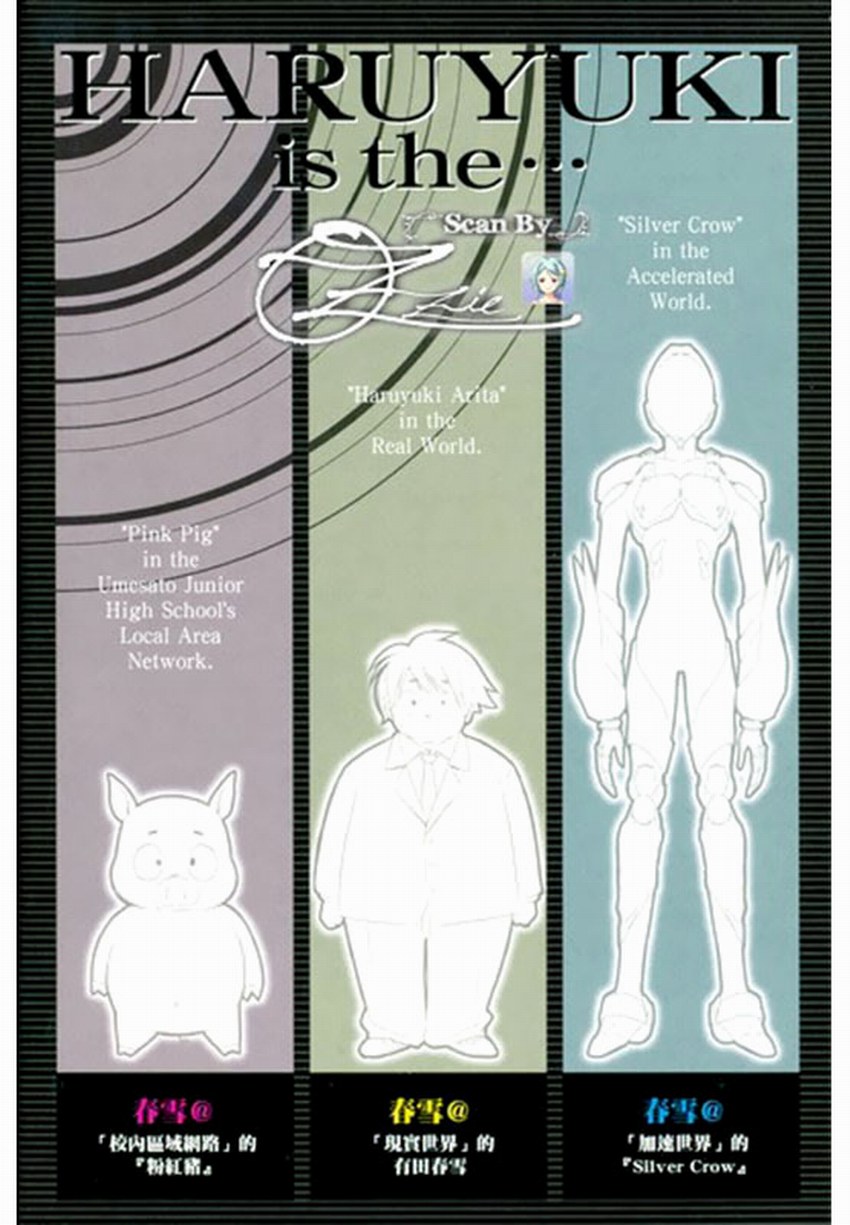 HARUYUKI
is the…
Scan By
"Silver Crow"
in the
Accelerated
World.
"Haruyuki Arita"
in the
Real World.
"Pink Pig"
in the
Umesato Junior
High School's
Local Area
Network.
春雪@
「校內區域網路」的
『粉紅豬』
春雪@
「現實世界」的
有田春雪
春雪@
「加速世界」的
『Silver Crow』